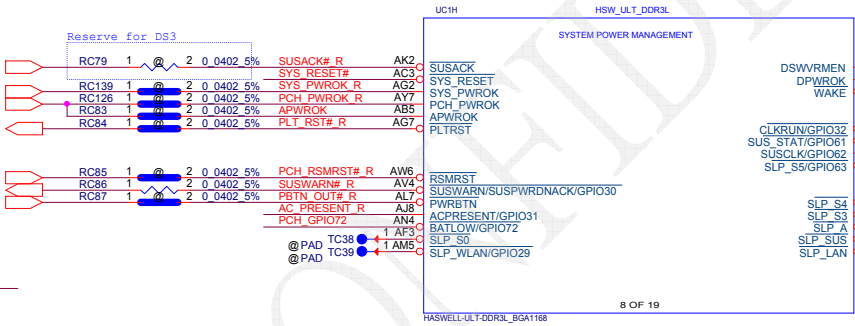 UC1H HSW_ULT_DDR3L
Reserve for DS3
SYSTEM POWER MANAGEMENT
RC79 1 @ 2 0_0402_5% SUSACK#_R AK2 SUSACK
SYS_RESET# AC3 SYS_RESET
RC139 1 @ 2 0_0402_5% SYS_PWROK_R AG2 SYS_PWROK
RC126 1 @ 2 0_0402_5% PCH_PWROK_R AY7 PCH_PWROK
RC83 1 @ 2 0_0402_5% APWROK AB5 APWROK
RC84 1 @ 2 0_0402_5% PLT_RST#_R AG7 PLTRST
RC85 1 @ 2 0_0402_5% PCH_RSMRST#_R AW6 RSMRST
RC86 1 @ 2 0_0402_5% SUSWARN#_R AV4 SUSWARN/SUSPWRDNACK/GPIO30
RC87 1 @ 2 0_0402_5% PBTN_OUT#_R AL7 PWRBTN
AC_PRESENT_R AJ8 ACPRESENT/GPIO31
PCH_GPIO72 AN4 BATLOW/GPIO72
@PAD TC38 1 AF3 SLP_S0
@PAD TC39 1 AM5 SLP_WLAN/GPIO29
DSWVRMEN
DPWROK
WAKE
CLKRUN/GPIO32
SUS_STAT/GPIO61
SUSCLK/GPIO62
SLP_S5/GPIO63
SLP_S4
SLP_S3
SLP_A
SLP_SUS
SLP_LAN
8 OF 19
HASWELL-ULT-DDR3L_BGA1168